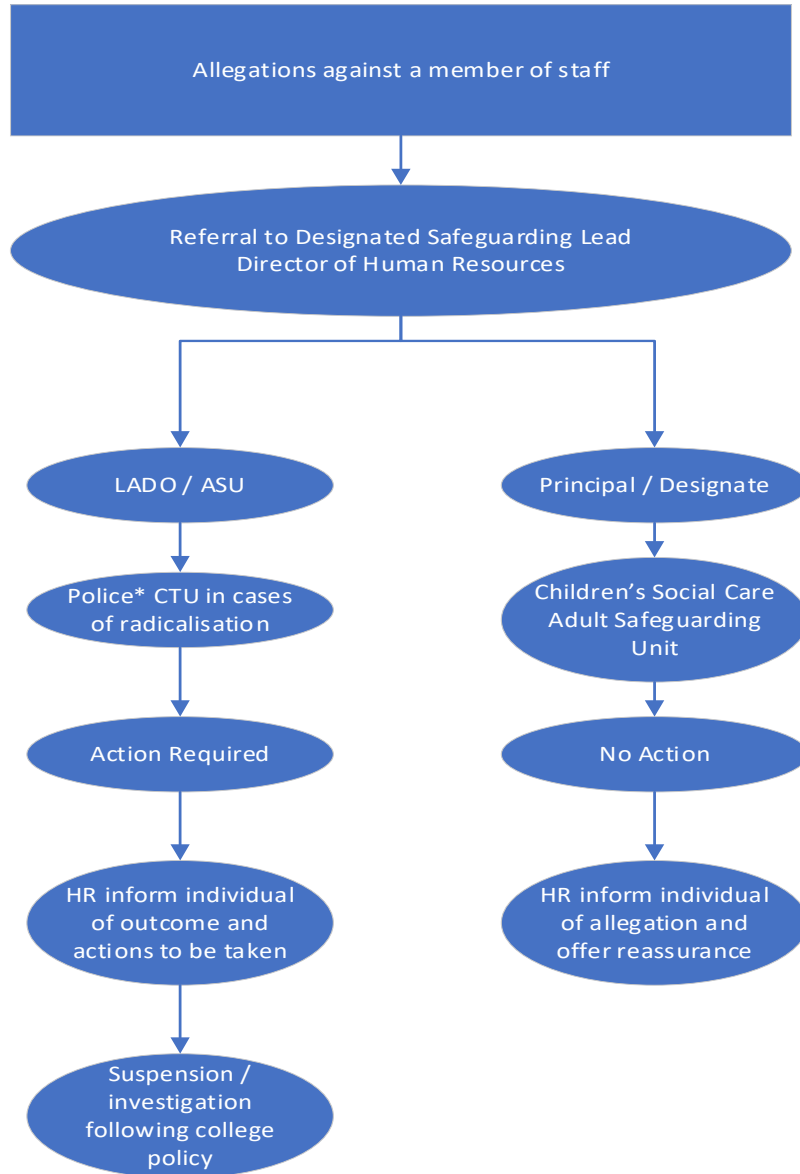 Allegations against a member of staff
Referral to Designated Safeguarding Lead
Director of Human Resources
LADO / ASU
Police* CTU in cases
of radicalisation
Action Required
HR inform individual
of outcome and
actions to be taken
Suspension /
investigation
following college
policy
Principal / Designate
Children’s Social Care
Adult Safeguarding
Unit
No Action
HR inform individual
of allegation and
offer reassurance